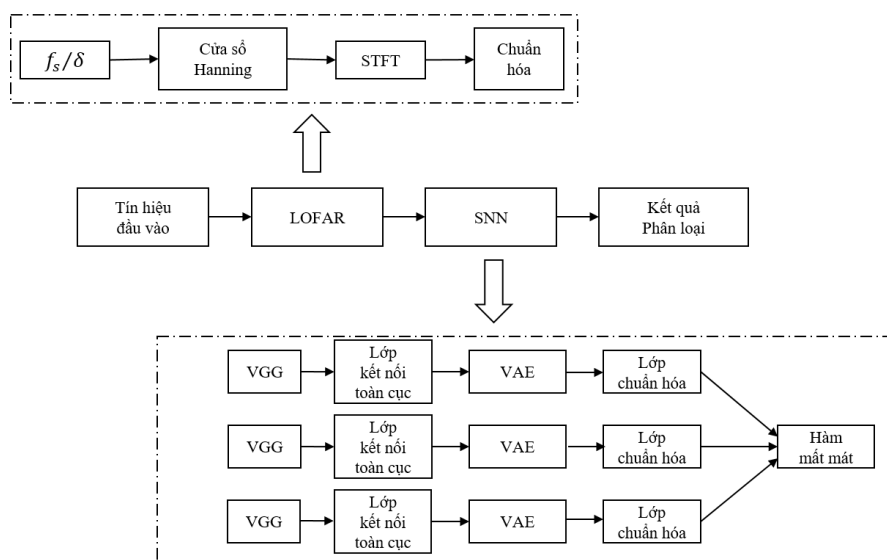 f_s/δ
Cửa sổ
Hanning
STFT
Chuẩn
hóa
Tín hiệu
đầu vào
LOFAR
SNN
Kết quả
Phân loại
VGG
Lớp
kết nối
toàn cục
VAE
Lớp
chuẩn hóa
VGG
Lớp
kết nối
toàn cục
VAE
Lớp
chuẩn hóa
Hàm
mất mát
VGG
Lớp
kết nối
toàn cục
VAE
Lớp
chuẩn hóa